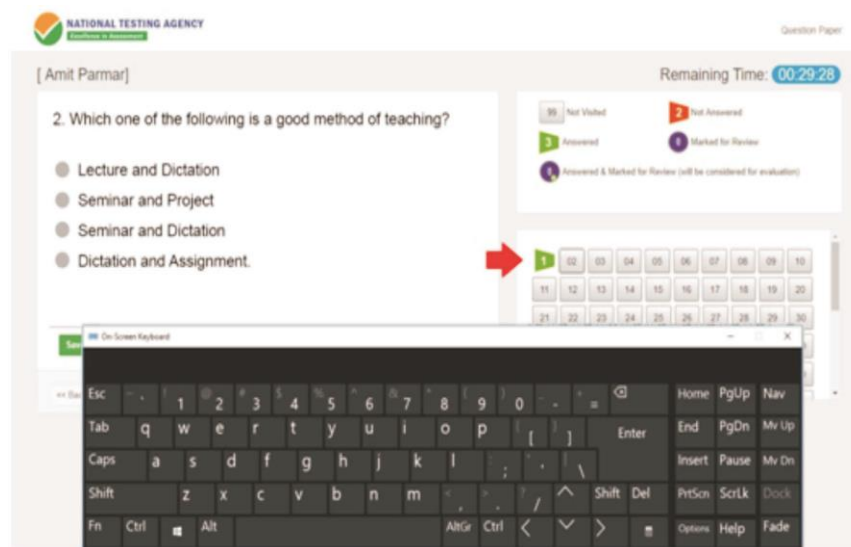 NATIONAL TESTING AGENCY
Excellence in Assessment
Question Paper
[ Amit Parmar]
Remaining Time: 00:29:28
2. Which one of the following is a good method of teaching?
Lecture and Dictation
Seminar and Project
Seminar and Dictation
Dictation and Assignment.
99 Not Visited
2 Not Answered
3 Answered
Marked for Review
Answered & Marked for Review (will be considered for evaluation)
1 02 03 04 05 06 07 08 09 10
11 12 13 14 15 16 17 18 19 20
21 22 23 24 25 26 27 28 29 30
On-Screen Keyboard
Esc 1 2 3 4 5 6 7 8 9 0 - = Home PgUp Nav
Tab q w e r t y u i o p [ ] Enter End PgDn Mv Up
Caps a s d f g h j k l ; ' \ Insert Pause Mv Dn
Shift z x c v b n m , . / Shift Del PrtScn ScrLk Dock
Fn Ctrl Alt AltGr Ctrl Options Help Fade